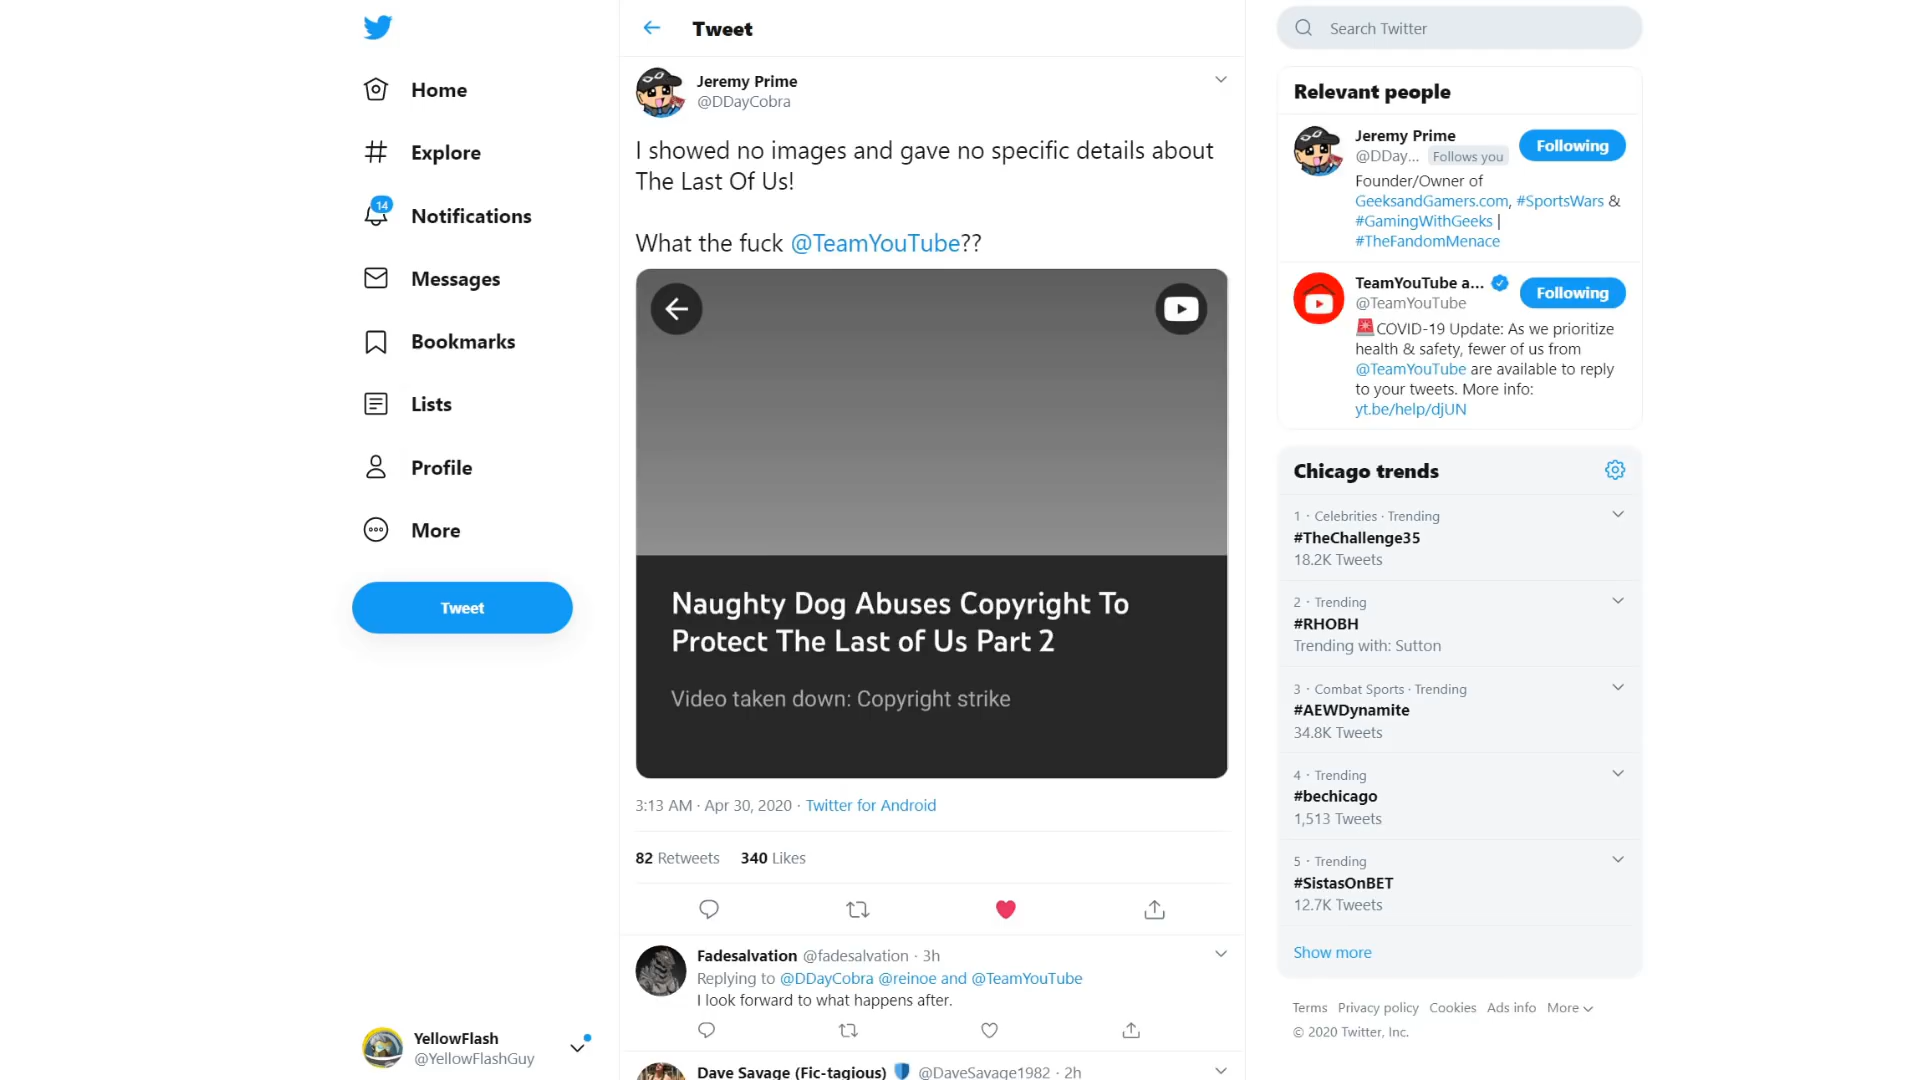 Home
Explore
14
Notifications
Messages
Bookmarks
Lists
Profile
More
Tweet
YellowFlash
@YellowFlashGuy
Tweet
Jeremy Prime
@DDayCobra
I showed no images and gave no specific details about
The Last Of Us!
What the fuck @TeamYouTube??
Naughty Dog Abuses Copyright To
Protect The Last of Us Part 2
Video taken down: Copyright strike
3:13 AM · Apr 30, 2020 · Twitter for Android
82 Retweets 340 Likes
Fadesalvation @fadesalvation · 3h
Replying to @DDayCobra @reinoe and @TeamYouTube
I look forward to what happens after.
Dave Savage (Fic-tagious) @DaveSavage1982 · 2h
Search Twitter
Relevant people
Jeremy Prime
@DDay... Follows you
Following
Founder/Owner of
GeeksandGamers.com, #SportsWars &
#GamingWithGeeks |
#TheFandomMenace
TeamYouTube a...
@TeamYouTube
Following
COVID-19 Update: As we prioritize
health & safety, fewer of us from
@TeamYouTube are available to reply
to your tweets. More info:
yt.be/help/djUN
Chicago trends
1 · Celebrities · Trending
#TheChallenge35
18.2K Tweets
2 · Trending
#RHOBH
Trending with: Sutton
3 · Combat Sports · Trending
#AEWDynamite
34.8K Tweets
4 · Trending
#bechicago
1,513 Tweets
5 · Trending
#SistasOnBET
12.7K Tweets
Show more
Terms Privacy policy Cookies Ads info More
© 2020 Twitter, Inc.